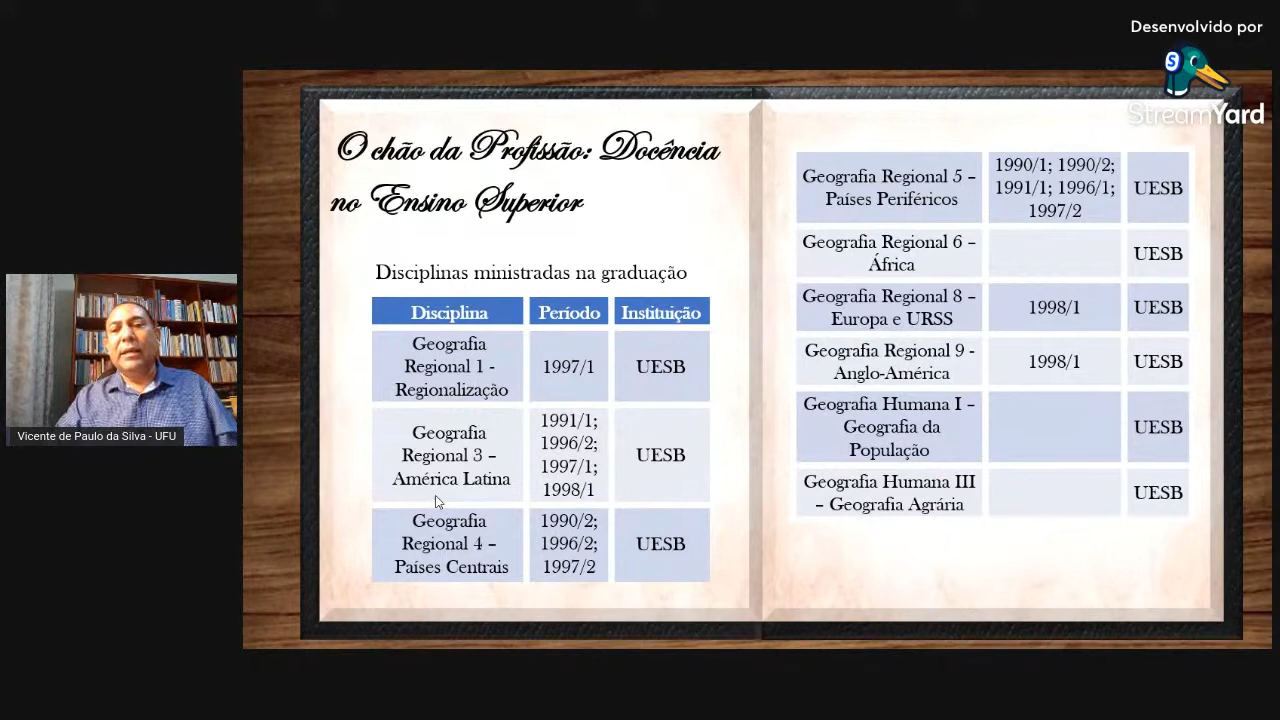 Desenvolvido por
StreamYard
O chão da Profissão: Docência
no Ensino Superior
Disciplinas ministradas na graduação
Disciplina Período Instituição
Geografia
Regional 1 -
Regionalização
1997/1
UESB
Geografia
Regional 3 –
América Latina
1991/1;
1996/2;
1997/1;
1998/1
UESB
Geografia
Regional 4 –
Países Centrais
1990/2;
1996/2;
1997/2
UESB
Geografia Regional 5 –
Países Periféricos
1990/1; 1990/2;
1991/1; 1996/1;
1997/2
UESB
Geografia Regional 6 –
África
UESB
Geografia Regional 8 –
Europa e URSS
1998/1
UESB
Geografia Regional 9 -
Anglo-América
1998/1
UESB
Geografia Humana I –
Geografia da
População
UESB
Geografia Humana III
– Geografia Agrária
UESB
Vicente de Paulo da Silva - UFU